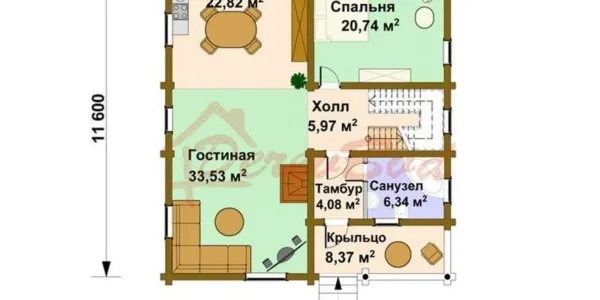 22,82 м²
Спальня
20,74 м²
11 600
Холл
5,97 м²
Гостиная
33,53 м²
Тамбур
4,08 м²
Санузел
6,34 м²
Крыльцо
8,37 м²